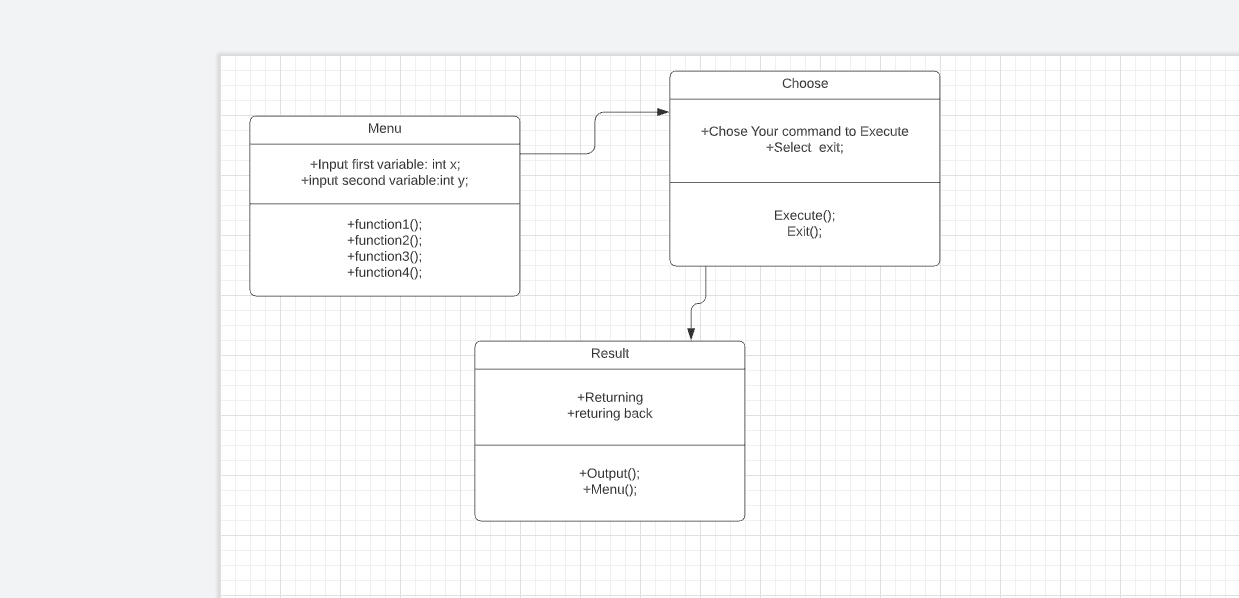 Menu
+Input first variable: int x;
+input second variable:int y;
+function1();
+function2();
+function3();
+function4();
Choose
+Chose Your command to Execute
+Select  exit;
Execute();
Exit();
Result
+Returning
+returing back
+Output();
+Menu();